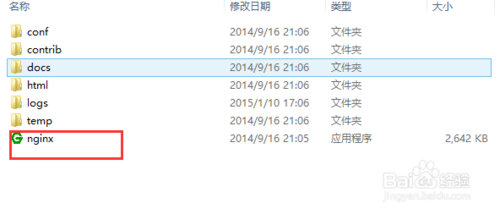 名称 修改日期 类型 大小
conf 2014/9/16 21:06 文件夹
contrib 2014/9/16 21:06 文件夹
docs 2014/9/16 21:06 文件夹
html 2014/9/16 21:06 文件夹
logs 2015/1/10 17:06 文件夹
temp 2014/9/16 21:06 文件夹
nginx 2014/9/16 21:05 应用程序 2,642 KB
Baidu 经验
jingyan.baidu.com